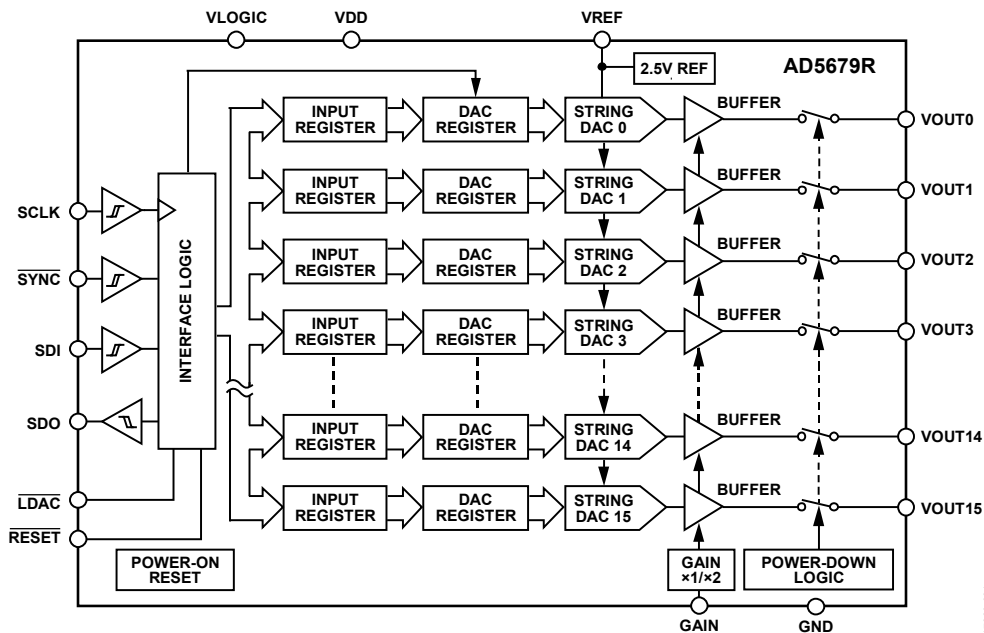 VLOGIC VDD VREF
2.5V REF
AD5679R
INPUT REGISTER DAC REGISTER STRING DAC 0 BUFFER VOUT0
INPUT REGISTER DAC REGISTER STRING DAC 1 BUFFER VOUT1
SCLK
INPUT REGISTER DAC REGISTER STRING DAC 2 BUFFER VOUT2
SYNC
INTERFACE LOGIC
INPUT REGISTER DAC REGISTER STRING DAC 3 BUFFER VOUT3
SDI
SDO
INPUT REGISTER DAC REGISTER STRING DAC 14 BUFFER VOUT14
LDAC
INPUT REGISTER DAC REGISTER STRING DAC 15 BUFFER VOUT15
RESET
POWER-ON RESET
GAIN ×1/×2
POWER-DOWN LOGIC
GAIN GND